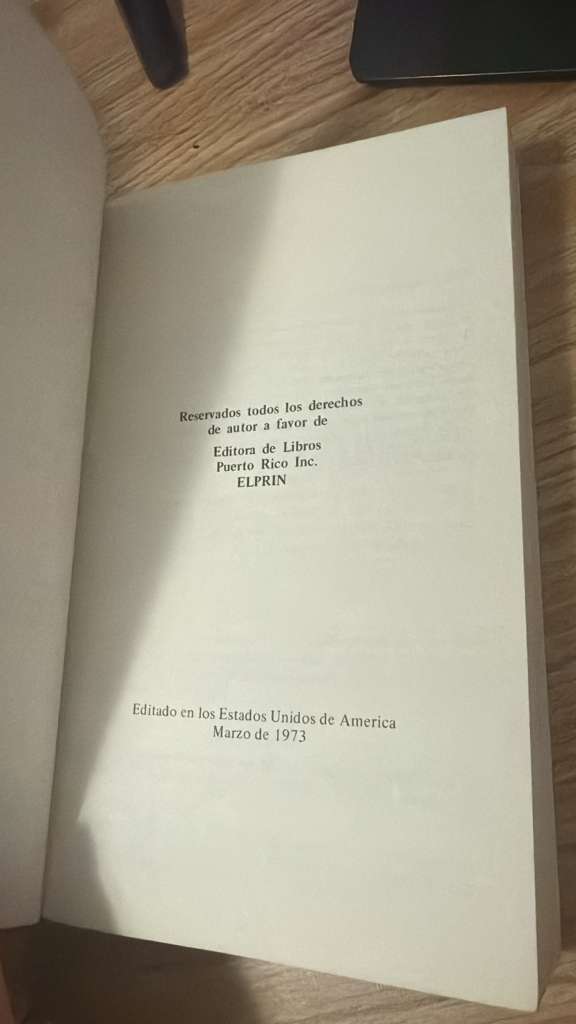 Reservados todos los derechos
de autor a favor de
Editora de Libros
Puerto Rico Inc.
ELPRIN
Editado en los Estados Unidos de America
Marzo de 1973